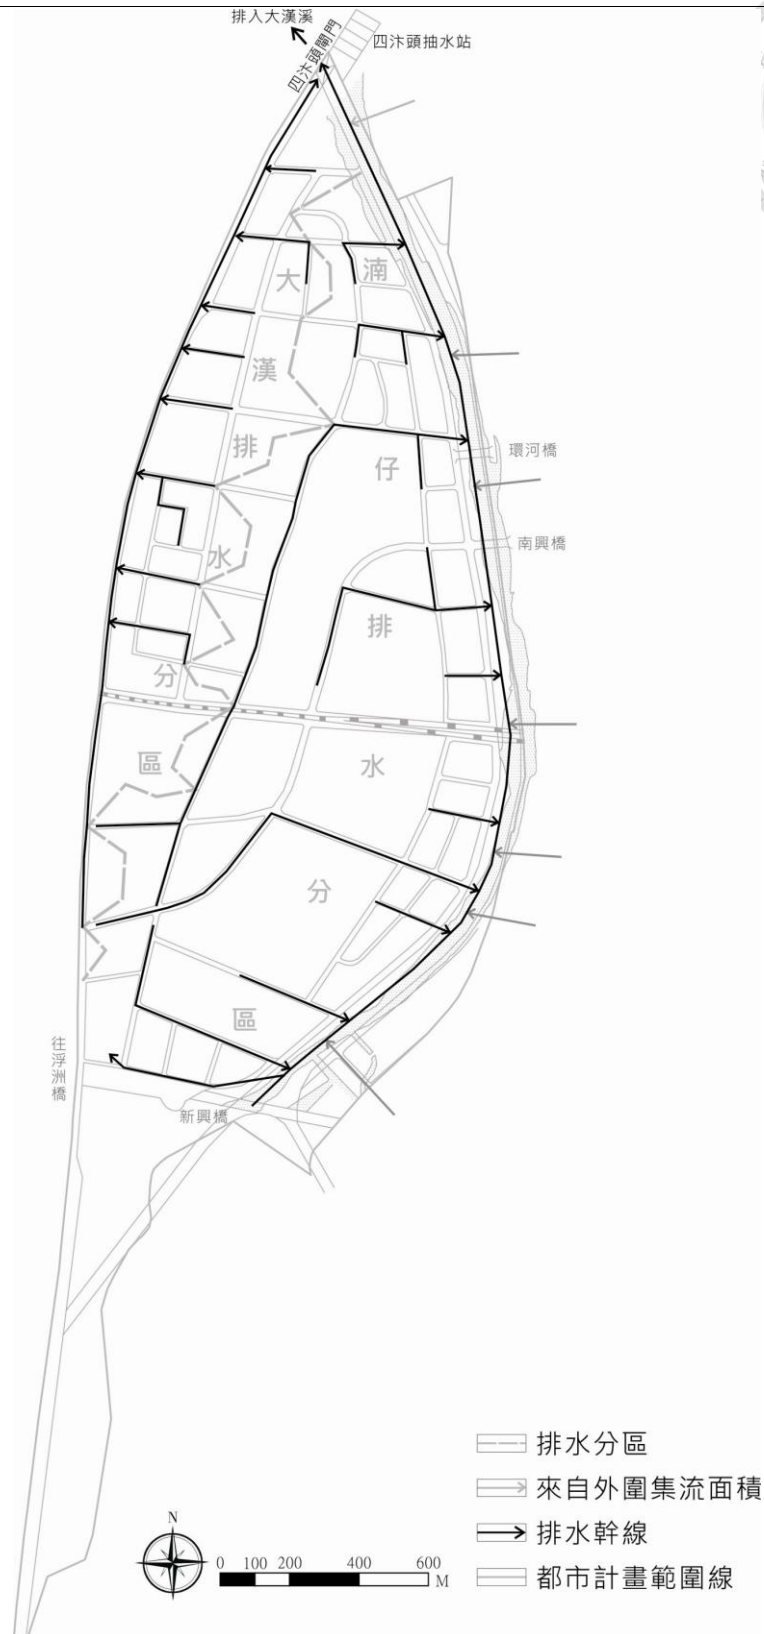 排入大漢溪
四汴頭閘門
四汴頭抽水站
大漢排水分區
湳仔排水分區
環河橋
南興橋
往浮洲橋
新興橋
排水分區
來自外圍集流面積
排水幹線
都市計畫範圍線
N
0 100 200 400 600
M